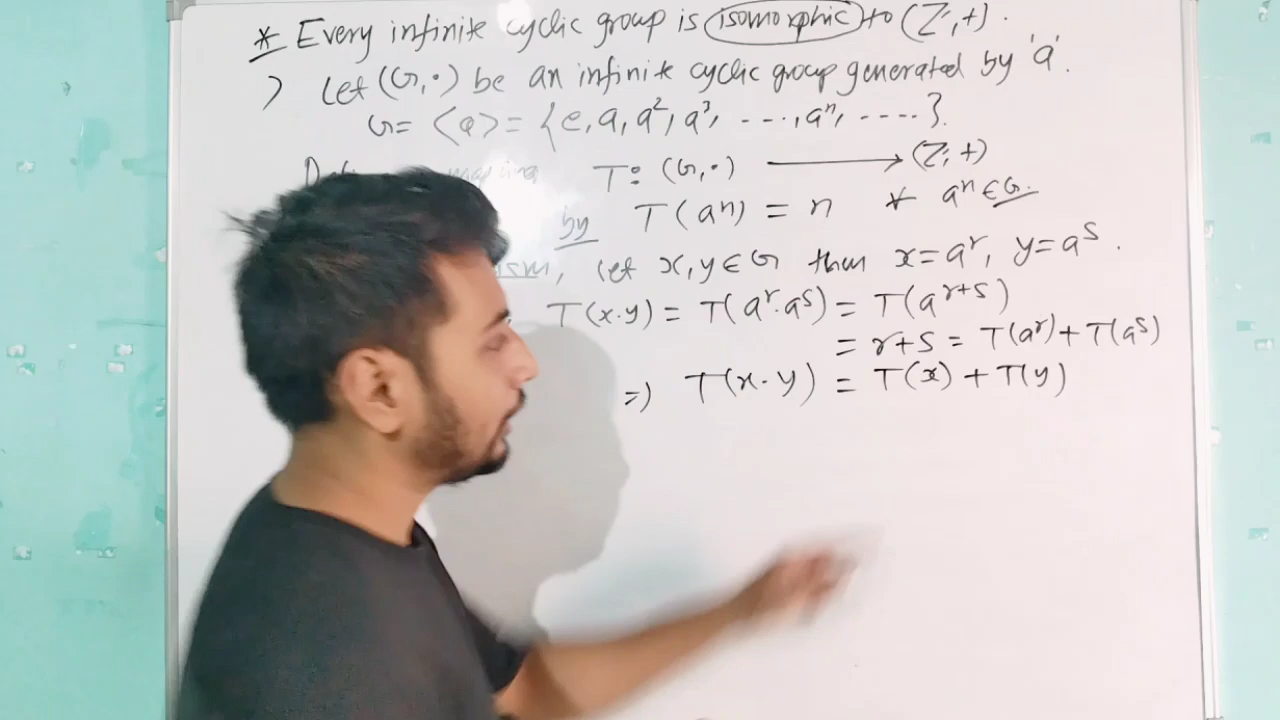 * Every infinite cyclic group is isomorphic to (Z, +).
> Let (G, ·) be an infinite cyclic group generated by 'a'.
G = <a> = {e, a, a², a³, ----, aⁿ, ----}.
mapping T : (G, ·) ⟶ (Z, +)
by T(aⁿ) = n ∀ aⁿ ∈ G.
let x, y ∈ G then x = aʳ, y = aˢ.
T(x·y) = T(aʳ·aˢ) = T(aʳ⁺ˢ)
= r+s = T(aʳ) + T(aˢ)
=) T(x·y) = T(x) + T(y)